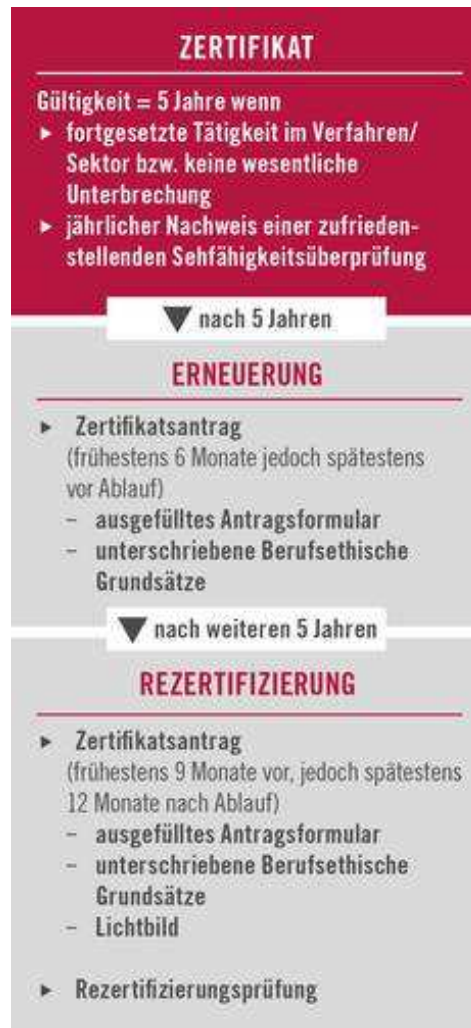 ZERTIFIKAT
Gültigkeit = 5 Jahre wenn
▸ fortgesetzte Tätigkeit im Verfahren/
Sektor bzw. keine wesentliche
Unterbrechung
▸ jährlicher Nachweis einer zufrieden-
stellenden Sehfähigkeitsüberprüfung
▼ nach 5 Jahren
ERNEUERUNG
▸ Zertifikatsantrag
(frühestens 6 Monate jedoch spätestens
vor Ablauf)
– ausgefülltes Antragsformular
– unterschriebene Berufsethische
Grundsätze
▼ nach weiteren 5 Jahren
REZERTIFIZIERUNG
▸ Zertifikatsantrag
(frühestens 9 Monate vor, jedoch spätestens
12 Monate nach Ablauf)
– ausgefülltes Antragsformular
– unterschriebene Berufsethische
Grundsätze
– Lichtbild
▸ Rezertifizierungsprüfung